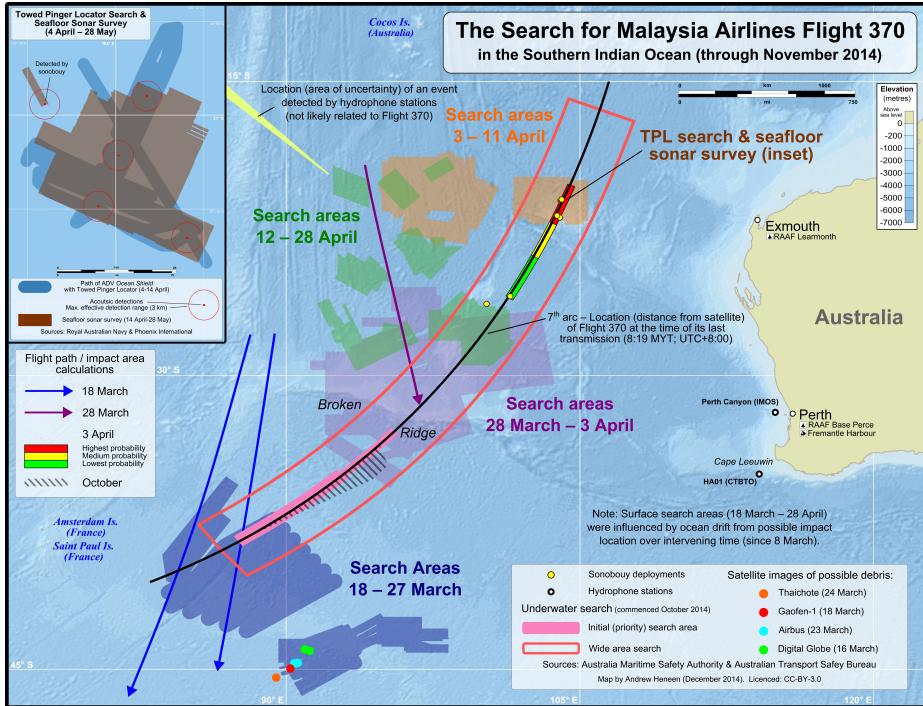 Towed Pinger Locator Search &
Seafloor Sonar Survey
(4 April – 28 May)
Detected by
sonobouy
Path of ADV Ocean Shield
with Towed Pinger Locator (4-14 April)
Acoutsic detections
Max. effective detection range (3 km)
Seafloor sonar survey (14 April-28 May)
Sources: Royal Australian Navy & Phoenix International
Cocos Is.
(Australia)
The Search for Malaysia Airlines Flight 370
in the Southern Indian Ocean (through November 2014)
15° S
Location (area of uncertainty) of an event
detected by hydrophone stations
(not likely related to Flight 370)
0 km 1000
0 mi 750
Elevation
(metres)
Above
sea level
0
-200
-1000
-2000
-3000
-4000
-5000
-6000
-7000
Search areas
3 – 11 April
TPL search & seafloor
sonar survey (inset)
Search areas
12 – 28 April
Exmouth
RAAF Learmonth
Australia
7th arc – Location (distance from satellite)
of Flight 370 at the time of its last
transmission (8:19 MYT; UTC+8:00)
Flight path / impact area
calculations
18 March
28 March
3 April
Highest probability
Medium probability
Lowest probability
October
30° S
Broken
Ridge
Search areas
28 March – 3 April
Perth Canyon (IMOS)
Perth
RAAF Base Perce
Fremantle Harbour
Cape Leeuwin
HA01 (CTBTO)
Amsterdam Is.
(France)
Saint Paul Is.
(France)
Note: Surface search areas (18 March – 28 April)
were influenced by ocean drift from possible impact
location over intervening time (since 8 March).
Search Areas
18 – 27 March
Sonobouy deployments
Hydrophone stations
Underwater search (commenced October 2014)
Initial (priority) search area
Wide area search
Satellite images of possible debris:
Thaichote (24 March)
Gaofen-1 (18 March)
Airbus (23 March)
Digital Globe (16 March)
Sources: Australia Maritime Safety Authority & Australian Transport Safey Bureau
Map by Andrew Heneen (December 2014). Licenced: CC-BY-3.0
45° S
90° E
105° E
120° E